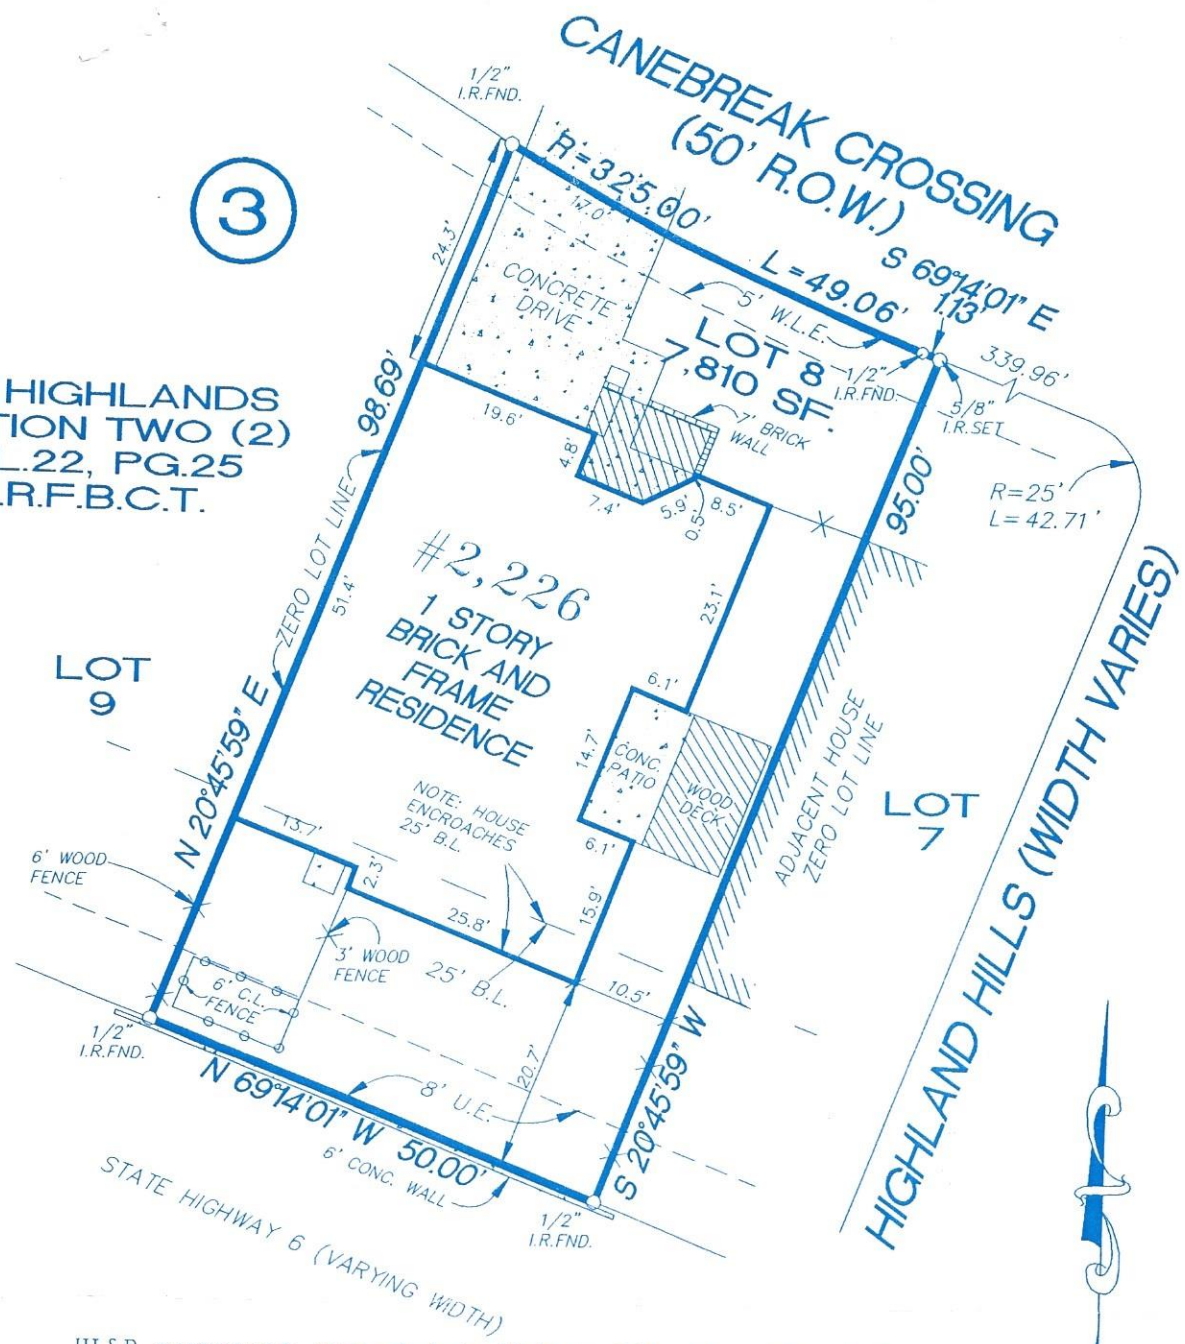 CANEBREAK CROSSING
(50' R.O.W.)
1/2"
I.R.FND.
3
R=325.00'
L=49.06'
S 69°14'01" E
1.13'
17.0'
24.3'
CONCRETE
DRIVE
5' W.L.E.
LOT 8
7,810 SF.
1/2"
I.R.FND.
339.96'
5/8"
I.R.SET
R=25'
L=42.71'
HIGHLANDS
TION TWO (2)
L.22, PG.25
.R.F.B.C.T.
98.69'
19.6'
4.8'
7.4'
5.9'
0.5'
8.5'
7' BRICK
WALL
95.00'
ZERO LOT LINE
51.4'
#2,226
1 STORY
BRICK AND
FRAME
RESIDENCE
23.1'
6.1'
14.7'
CONC.
PATIO
WOOD
DECK
6.1'
ADJACENT HOUSE
ZERO LOT LINE
LOT
9
LOT
7
HIGHLAND HILLS (WIDTH VARIES)
N 20°45'59" E
NOTE: HOUSE
ENCROACHES
25' B.L.
13.7'
2.3'
25.8'
15.9'
6' WOOD
FENCE
3' WOOD
FENCE
25' B.L.
10.5'
6' C.L.
FENCE
1/2"
I.R.FND.
20.7'
8' U.E.
S 20°45'59" W
N 69°14'01" W 50.00'
6' CONC. WALL
1/2"
I.R.FND.
STATE HIGHWAY 6 (VARYING WIDTH)